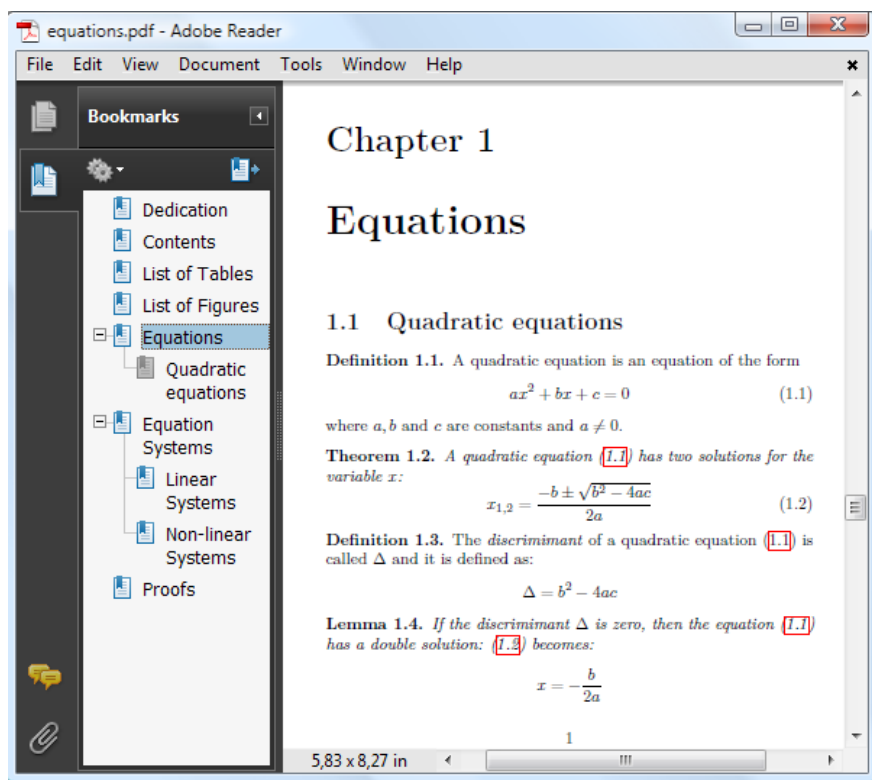 equations.pdf - Adobe Reader
File Edit View Document Tools Window Help
Bookmarks
Dedication
Contents
List of Tables
List of Figures
Equations
Quadratic
equations
Equation
Systems
Linear
Systems
Non-linear
Systems
Proofs
Chapter 1
Equations
1.1 Quadratic equations
Definition 1.1. A quadratic equation is an equation of the form
ax² + bx + c = 0 (1.1)
where a, b and c are constants and a ≠ 0.
Theorem 1.2. A quadratic equation (1.1) has two solutions for the
variable x:
x₁,₂ = (−b ± √(b² − 4ac)) / 2a (1.2)
Definition 1.3. The discrimimant of a quadratic equation (1.1) is
called Δ and it is defined as:
Δ = b² − 4ac
Lemma 1.4. If the discrimimant Δ is zero, then the equation (1.1)
has a double solution: (1.2) becomes:
x = − b / 2a
1
5,83 x 8,27 in